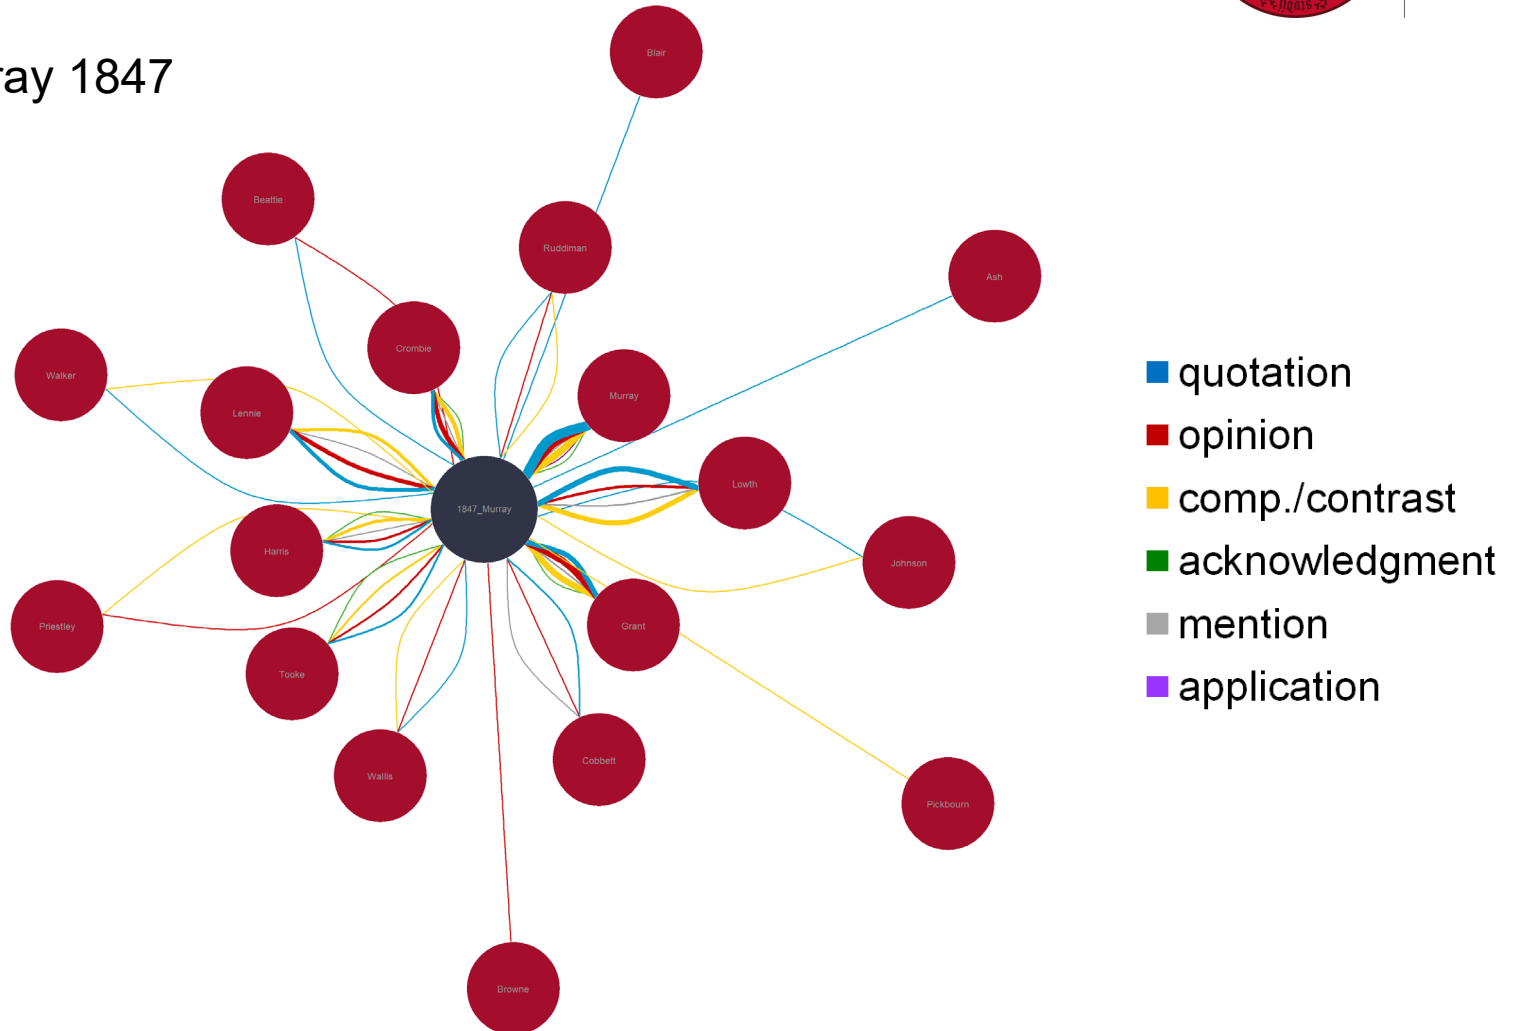 ray 1847
Blair
Beattie
Ruddiman
Ash
Crombie
Walker
Murray
Lennie
Lowth
1847_Murray
Harris
Johnson
Priestley
Grant
Tooke
Wallis
Cobbett
Pickbourn
Browne
quotation
opinion
comp./contrast
acknowledgment
mention
application